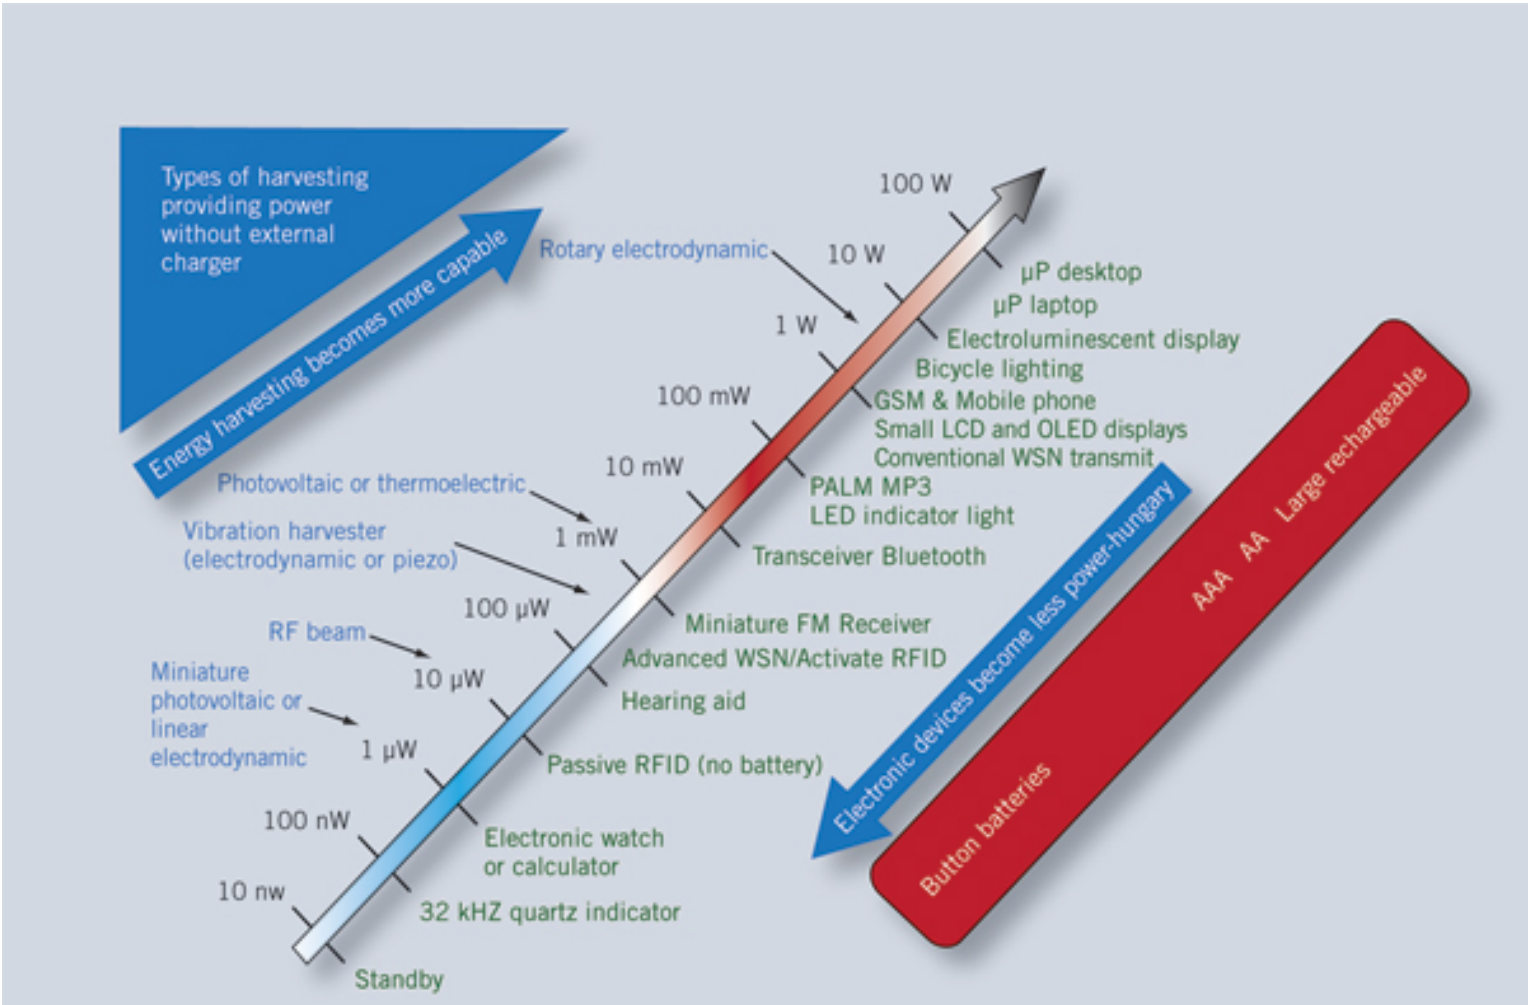 Types of harvesting
providing power
without external
charger
Energy harvesting becomes more capable
Rotary electrodynamic
Photovoltaic or thermoelectric
Vibration harvester
(electrodynamic or piezo)
RF beam
Miniature
photovoltaic or
linear
electrodynamic
100 W
10 W
1 W
100 mW
10 mW
1 mW
100 µW
10 µW
1 µW
100 nW
10 nw
µP desktop
µP laptop
Electroluminescent display
Bicycle lighting
GSM & Mobile phone
Small LCD and OLED displays
Conventional WSN transmit
PALM MP3
LED indicator light
Transceiver Bluetooth
Miniature FM Receiver
Advanced WSN/Activate RFID
Hearing aid
Passive RFID (no battery)
Electronic watch
or calculator
32 kHZ quartz indicator
Standby
Electronic devices become less power-hungary
Button batteries AAA AA Large rechargeable